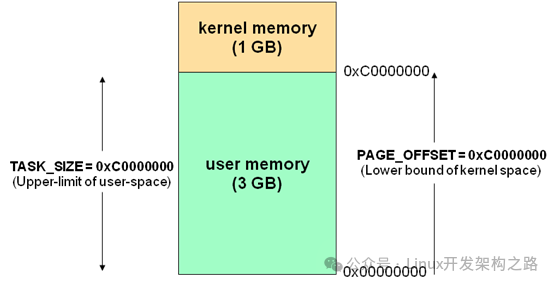 kernel memory
(1 GB)
0xC0000000
TASK_SIZE = 0xC0000000
(Upper-limit of user-space)
user memory
(3 GB)
PAGE_OFFSET = 0xC0000000
(Lower bound of kernel space)
公众号 · Linux开发架构之路
0x00000000